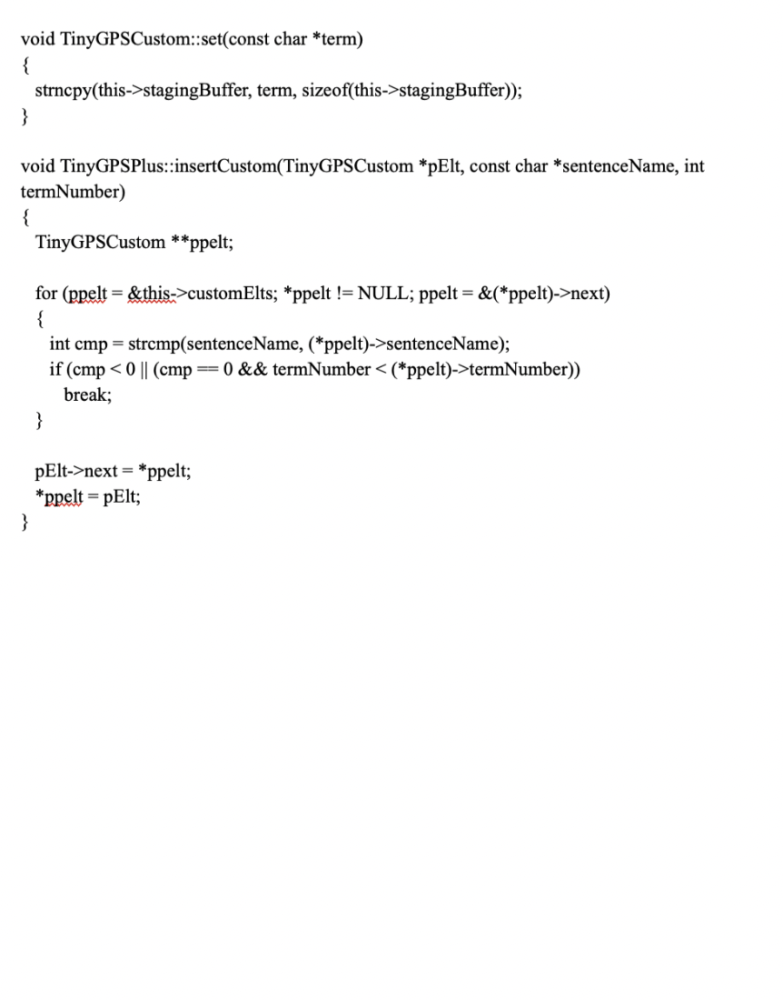 void TinyGPSCustom::set(const char *term)
{
strncpy(this->stagingBuffer, term, sizeof(this->stagingBuffer));
}
void TinyGPSPlus::insertCustom(TinyGPSCustom *pElt, const char *sentenceName, int
termNumber)
{
TinyGPSCustom **ppelt;
for (ppelt = &this->customElts; *ppelt != NULL; ppelt = &(*ppelt)->next)
{
int cmp = strcmp(sentenceName, (*ppelt)->sentenceName);
if (cmp < 0 || (cmp == 0 && termNumber < (*ppelt)->termNumber))
break;
}
pElt->next = *ppelt;
*ppelt = pElt;
}